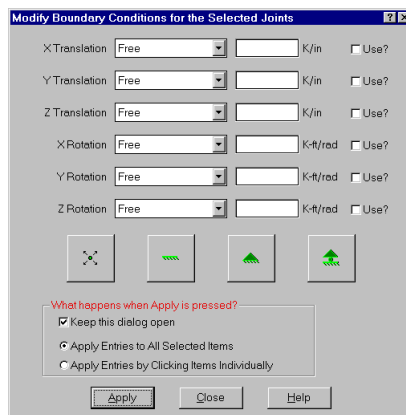 Modify Boundary Conditions for the Selected Joints
X Translation Free K/in Use?
Y Translation Free K/in Use?
Z Translation Free K/in Use?
X Rotation Free K-ft/rad Use?
Y Rotation Free K-ft/rad Use?
Z Rotation Free K-ft/rad Use?
What happens when Apply is pressed?
Keep this dialog open
Apply Entries to All Selected Items
Apply Entries by Clicking Items Individually
Apply Close Help